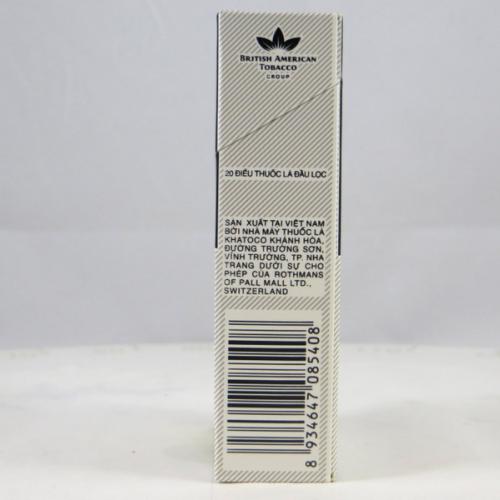 BRITISH AMERICAN
TOBACCO
GROUP
20 ĐIẾU THUỐC LÁ ĐẦU LỌC
SẢN XUẤT TẠI VIỆT NAM
BỞI NHÀ MÁY THUỐC LÁ
KHATOCO KHÁNH HÒA,
ĐƯỜNG TRƯỜNG SƠN,
VĨNH TRƯỜNG, TP. NHA
TRANG DƯỚI SỰ CHO
PHÉP CỦA ROTHMANS
OF PALL MALL LTD.,
SWITZERLAND
8 934647 085408